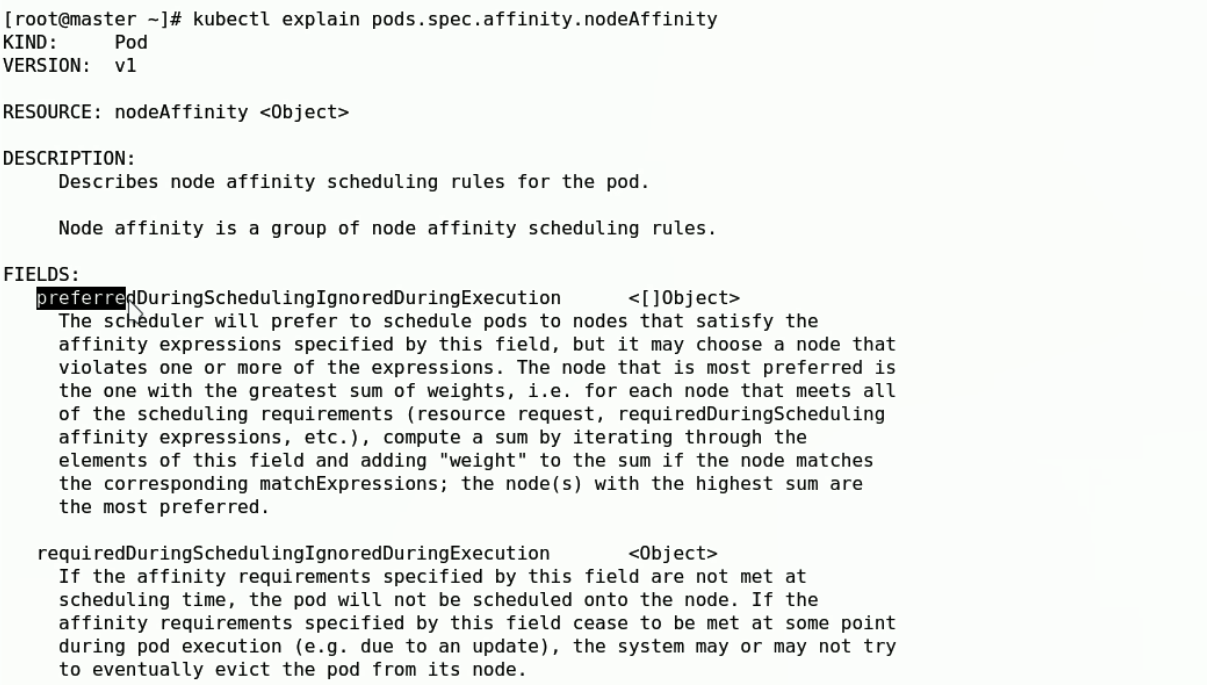 [root@master ~]# kubectl explain pods.spec.affinity.nodeAffinity
KIND:     Pod
VERSION:  v1
RESOURCE: nodeAffinity <Object>
DESCRIPTION:
     Describes node affinity scheduling rules for the pod.
     Node affinity is a group of node affinity scheduling rules.
FIELDS:
   preferredDuringSchedulingIgnoredDuringExecution      <[]Object>
     The scheduler will prefer to schedule pods to nodes that satisfy the
     affinity expressions specified by this field, but it may choose a node that
     violates one or more of the expressions. The node that is most preferred is
     the one with the greatest sum of weights, i.e. for each node that meets all
     of the scheduling requirements (resource request, requiredDuringScheduling
     affinity expressions, etc.), compute a sum by iterating through the
     elements of this field and adding "weight" to the sum if the node matches
     the corresponding matchExpressions; the node(s) with the highest sum are
     the most preferred.
   requiredDuringSchedulingIgnoredDuringExecution       <Object>
     If the affinity requirements specified by this field are not met at
     scheduling time, the pod will not be scheduled onto the node. If the
     affinity requirements specified by this field cease to be met at some point
     during pod execution (e.g. due to an update), the system may or may not try
     to eventually evict the pod from its node.